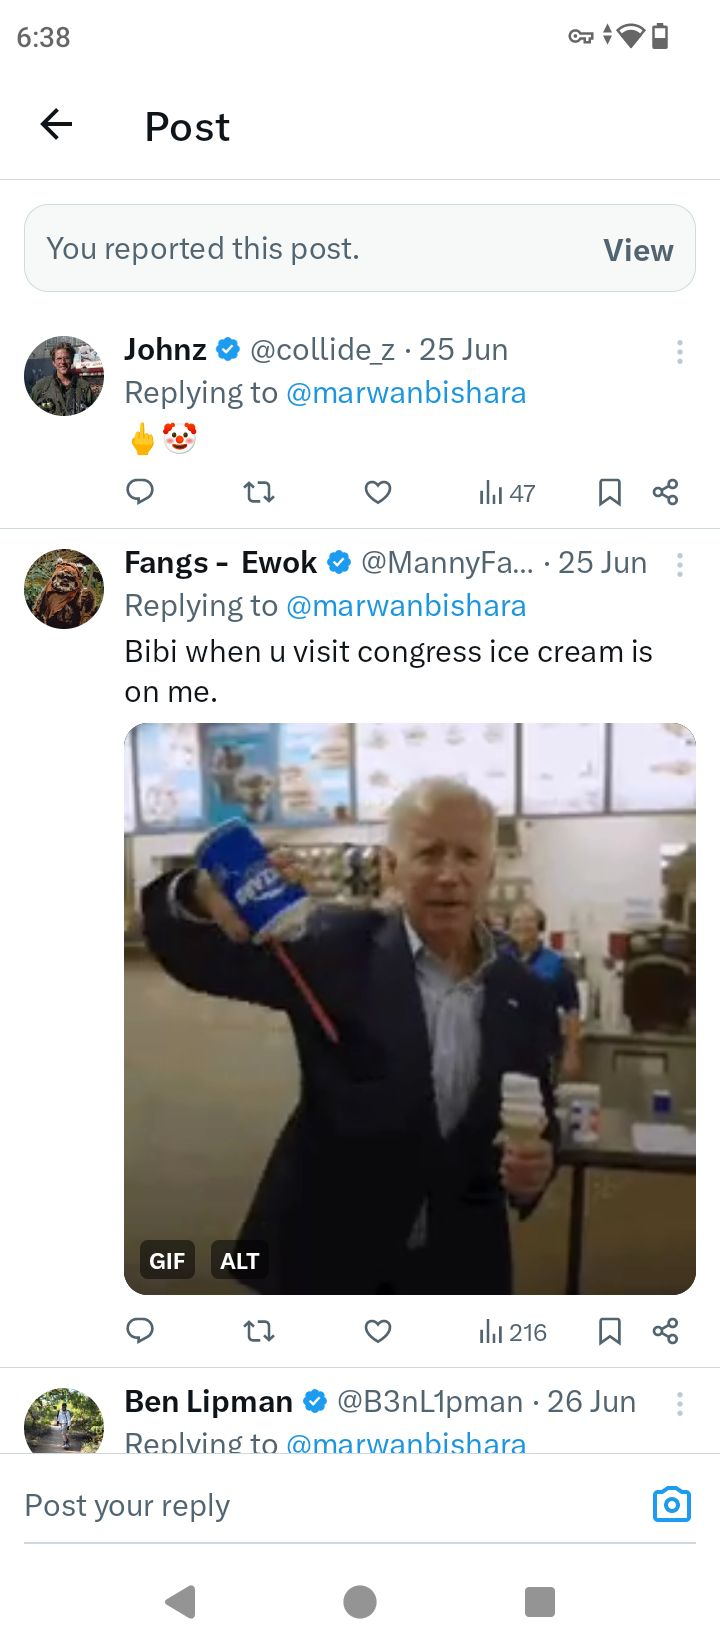 6:38
Post
You reported this post. View
Johnz @collide_z · 25 Jun
Replying to @marwanbishara
🖕🤡
47
Fangs - Ewok @MannyFa... · 25 Jun
Replying to @marwanbishara
Bibi when u visit congress ice cream is
on me.
GIF ALT
216
Ben Lipman @B3nL1pman · 26 Jun
Replying to @marwanbishara
Post your reply